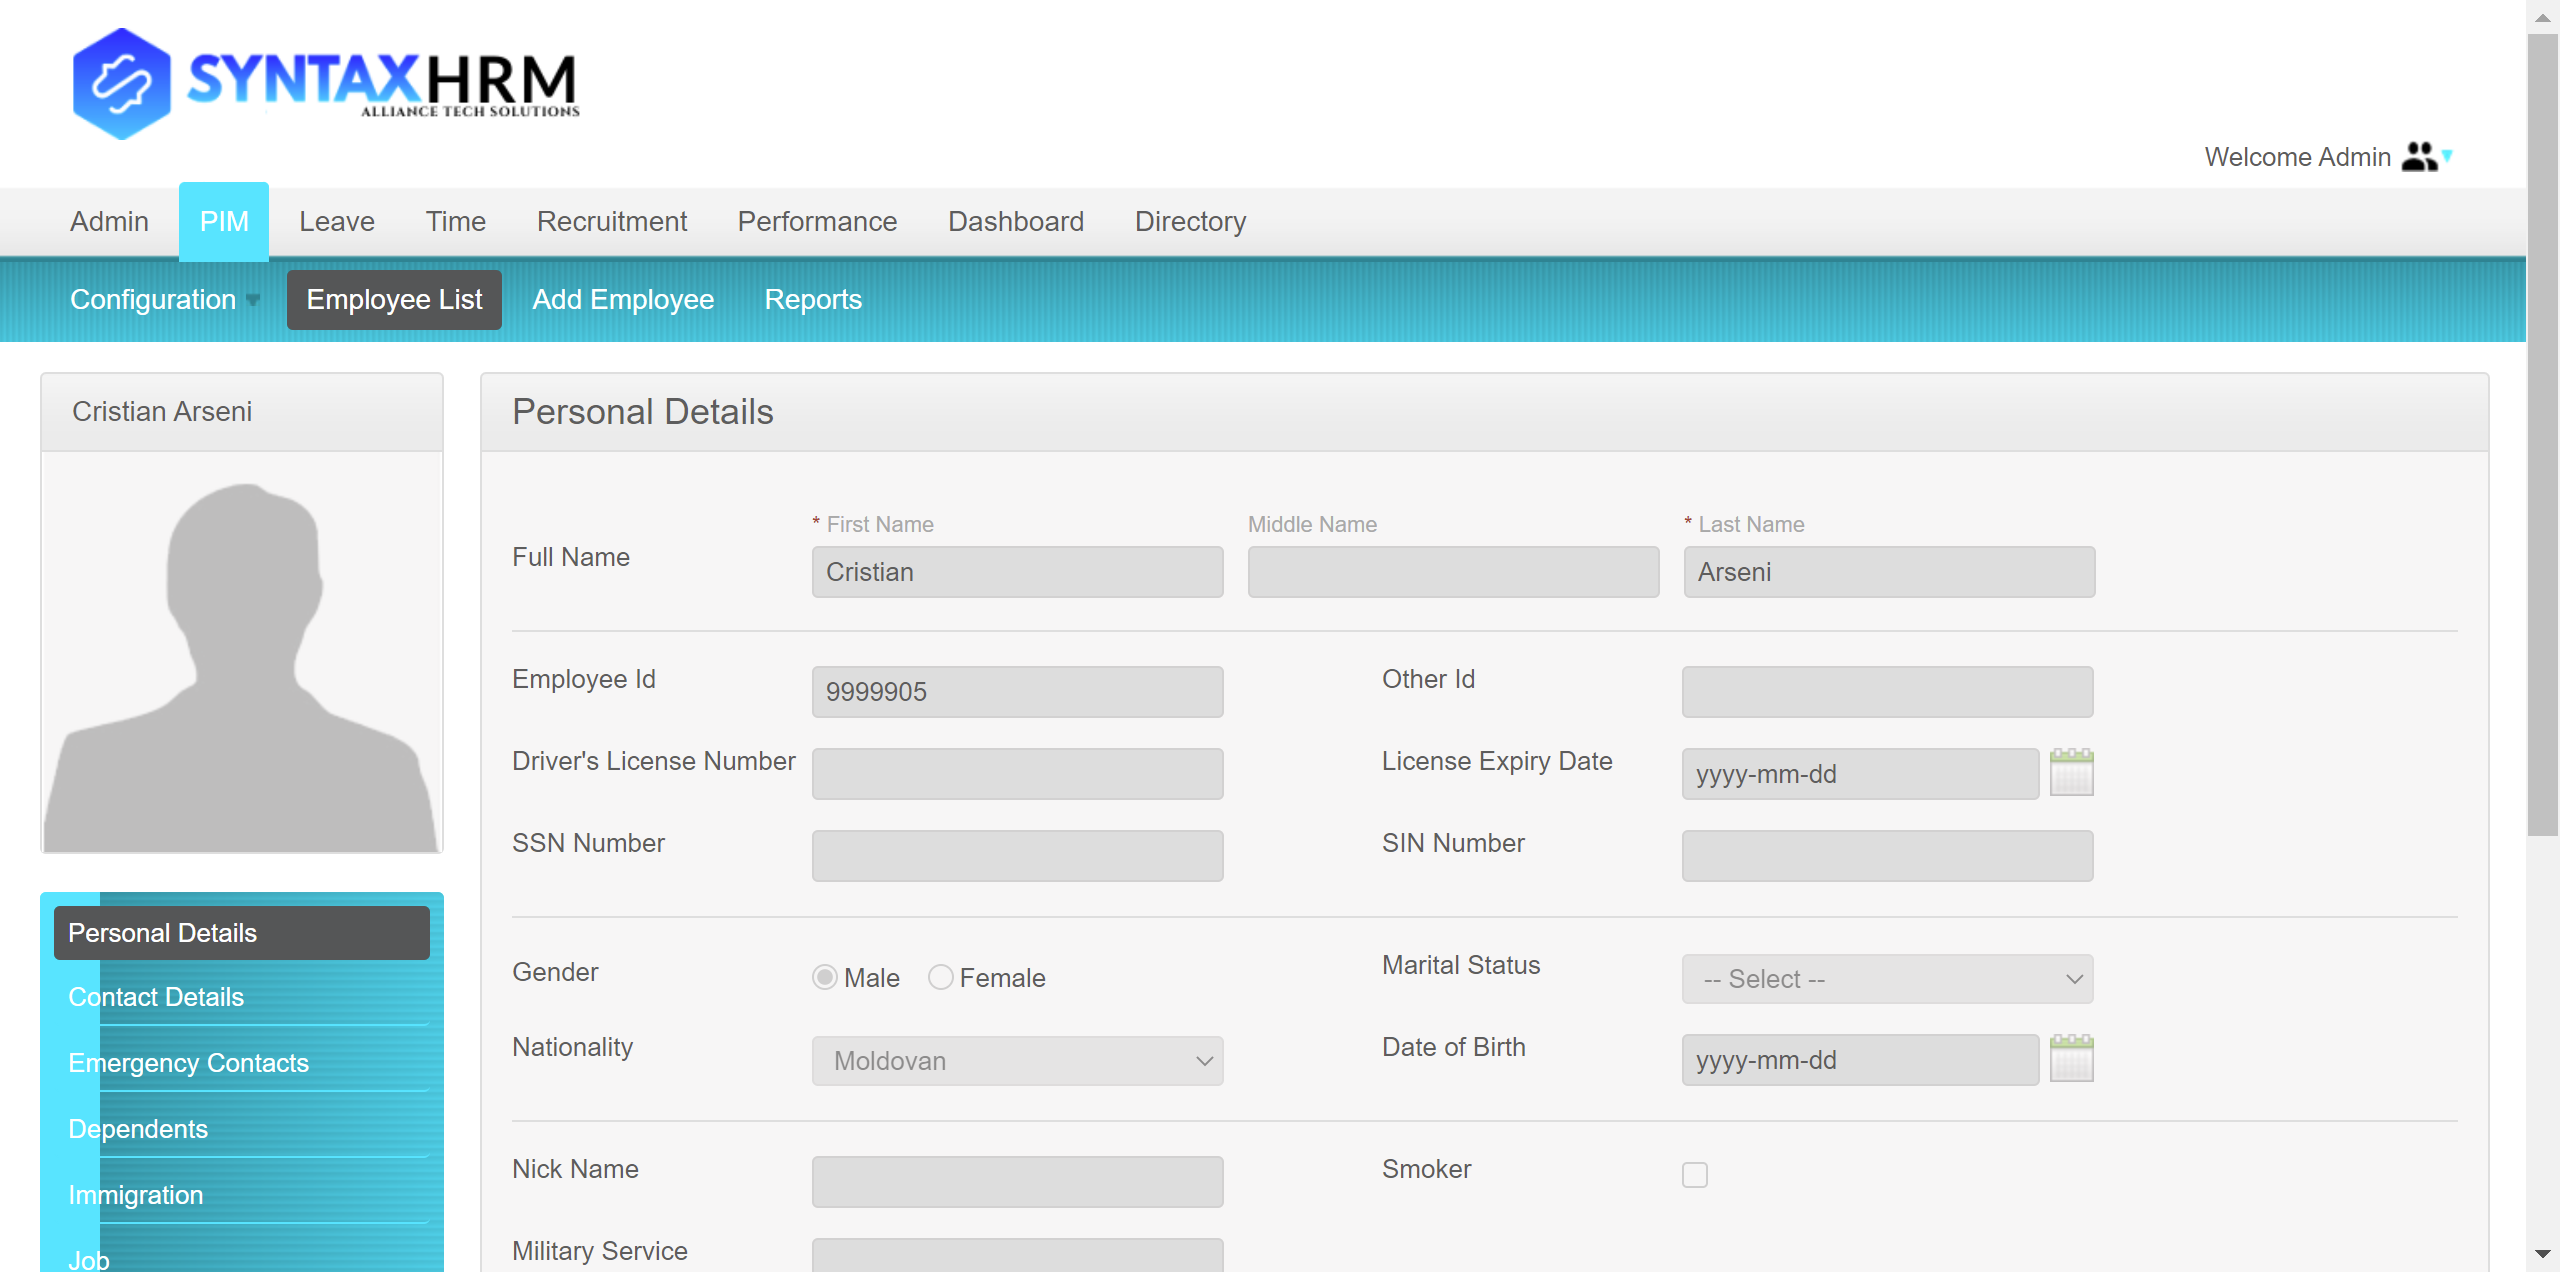 SYNTAXHRM
ALLIANCE TECH SOLUTIONS
Welcome Admin
Admin PIM Leave Time Recruitment Performance Dashboard Directory
Configuration Employee List Add Employee Reports
Cristian Arseni
Personal Details
* First Name Middle Name * Last Name
Full Name Cristian Arseni
Employee Id 9999905 Other Id
Driver's License Number License Expiry Date yyyy-mm-dd
SSN Number SIN Number
Gender Male Female Marital Status -- Select --
Nationality Moldovan Date of Birth yyyy-mm-dd
Nick Name Smoker
Military Service
Personal Details
Contact Details
Emergency Contacts
Dependents
Immigration
Job